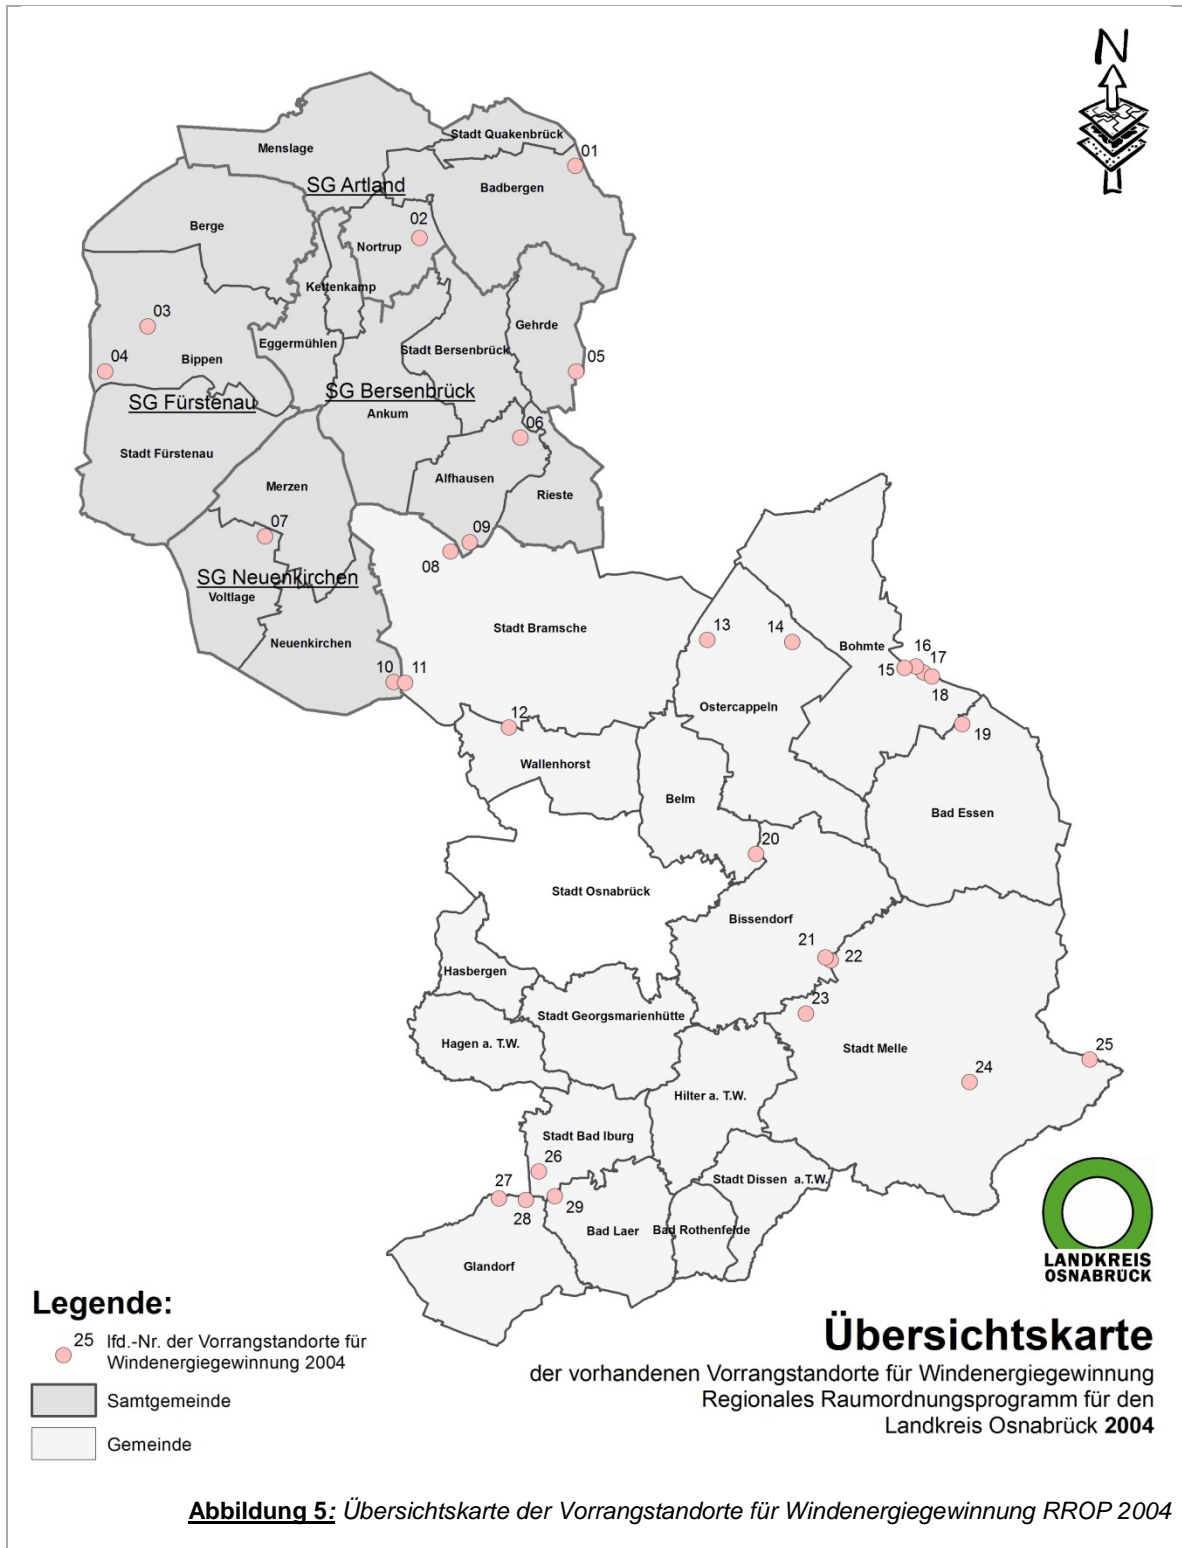 N
Stadt Quakenbrück
01
Menslage
SG Artland
Badbergen
02
Berge
Nortrup
Kettenkamp
03
Gehrde
Eggermühlen
Stadt Bersenbrück
04
Bippen
05
SG Fürstenau
SG Bersenbrück
Ankum
06
Stadt Fürstenau
Alfhausen
Merzen
Rieste
07
09
08
SG Neuenkirchen
Voltlage
Stadt Bramsche
13
14
Neuenkirchen
Bohmte
16
15
17
10
11
18
Ostercappeln
12
19
Wallenhorst
Belm
Bad Essen
20
Stadt Osnabrück
Bissendorf
21
22
Hasbergen
23
Stadt Georgsmarienhütte
Hagen a. T.W.
Stadt Melle
25
24
Hilter a. T.W.
Stadt Bad Iburg
26
Stadt Dissen a.T.W.
27
28
29
Bad Laer
Bad Rothenfelde
Glandorf
LANDKREIS
OSNABRÜCK
Legende:
25 lfd.-Nr. der Vorrangstandorte für
Windenergiegewinnung 2004
Samtgemeinde
Gemeinde
Übersichtskarte
der vorhandenen Vorrangstandorte für Windenergiegewinnung
Regionales Raumordnungsprogramm für den
Landkreis Osnabrück 2004
Abbildung 5: Übersichtskarte der Vorrangstandorte für Windenergiegewinnung RROP 2004